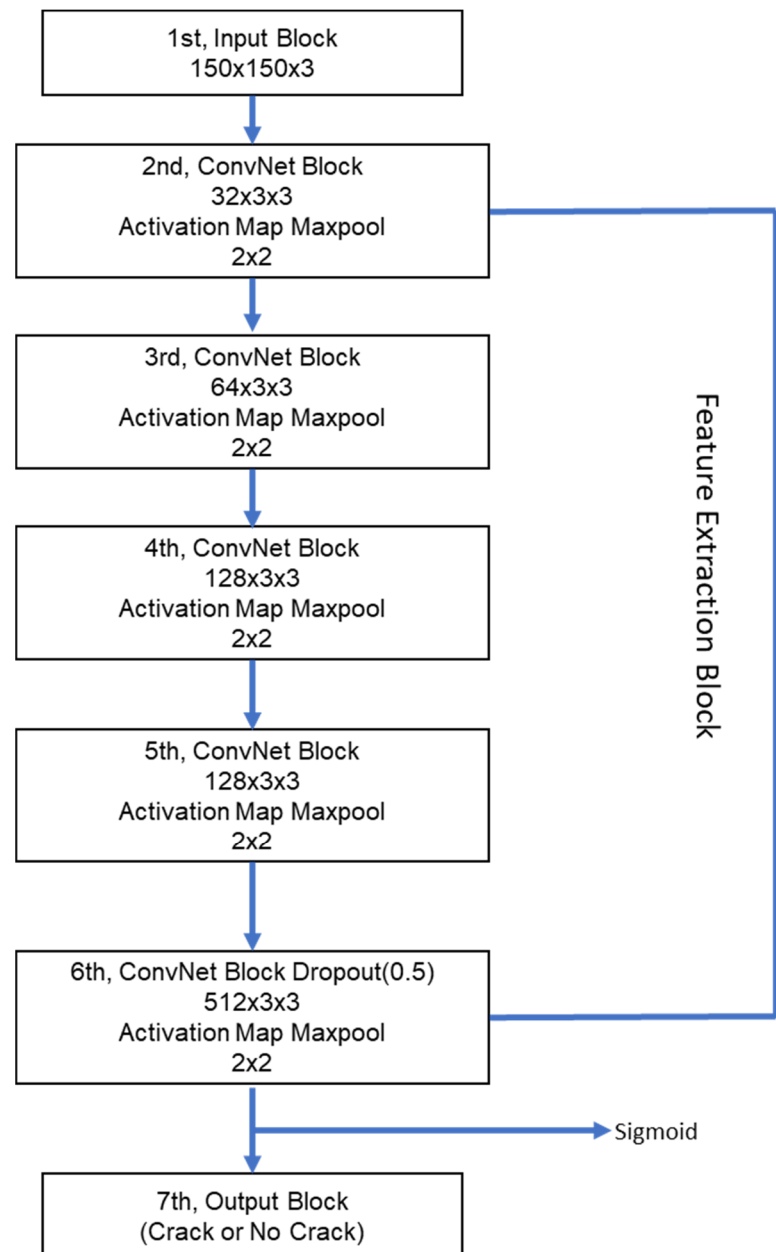 1st, Input Block
150x150x3
2nd, ConvNet Block
32x3x3
Activation Map Maxpool
2x2
3rd, ConvNet Block
64x3x3
Activation Map Maxpool
2x2
4th, ConvNet Block
128x3x3
Activation Map Maxpool
2x2
5th, ConvNet Block
128x3x3
Activation Map Maxpool
2x2
6th, ConvNet Block Dropout(0.5)
512x3x3
Activation Map Maxpool
2x2
Feature Extraction Block
Sigmoid
7th, Output Block
(Crack or No Crack)